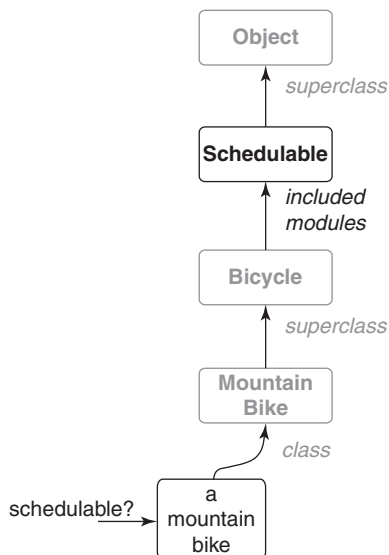 Object
superclass
Schedulable
included
modules
Bicycle
superclass
Mountain
Bike
class
schedulable?
a
mountain
bike